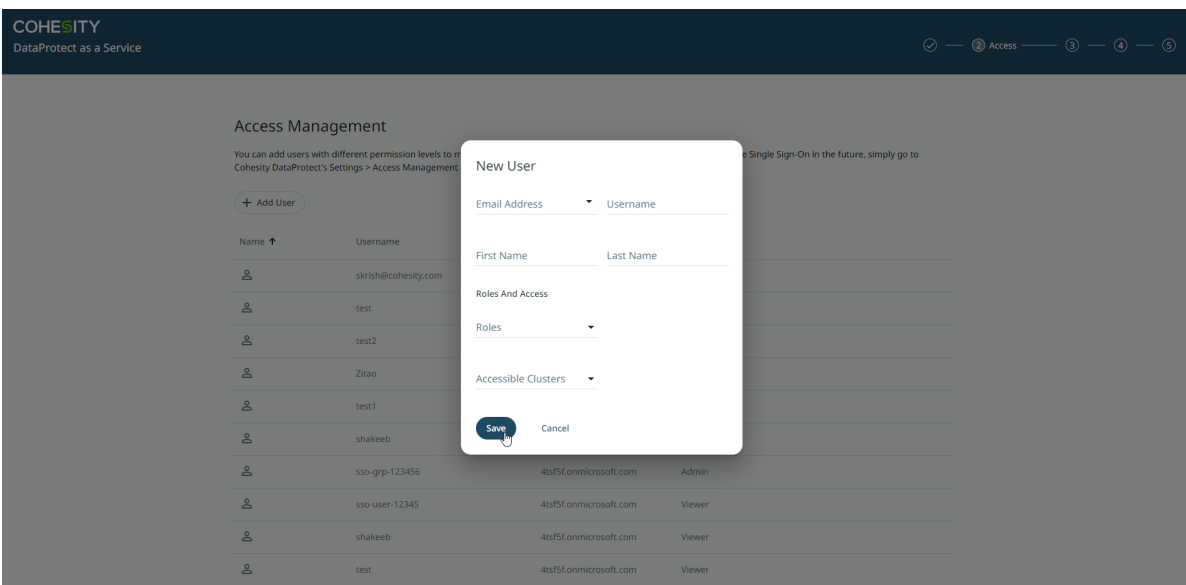 COHESITY
DataProtect as a Service
2 Access 3 4 5
Access Management
You can add users with different permission levels to m
e Single Sign-On in the future, simply go to
Cohesity DataProtect's Settings > Access Management
+ Add User
Name Username
skrish@cohesity.com
test
test2
Zitao
test1
shakeeb
sso-grp-123456 4tsf5f.onmicrosoft.com Admin
sso-user-12345 4tsf5f.onmicrosoft.com Viewer
shakeeb 4tsf5f.onmicrosoft.com Viewer
test 4tsf5f.onmicrosoft.com Viewer
New User
Email Address Username
First Name Last Name
Roles And Access
Roles
Accessible Clusters
Save Cancel